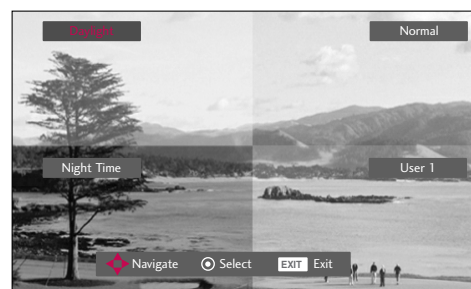 Daylight
Normal
Night Time
User 1
Navigate
Select
EXIT Exit